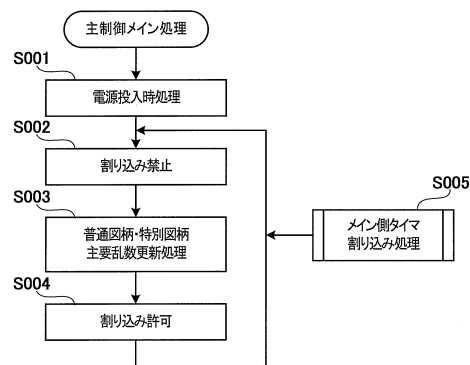 主制御メイン処理
S001
電源投入時処理
S002
割り込み禁止
S003
普通図柄・特別図柄
主要乱数更新処理
S004
割り込み許可
S005
メイン側タイマ
割り込み処理